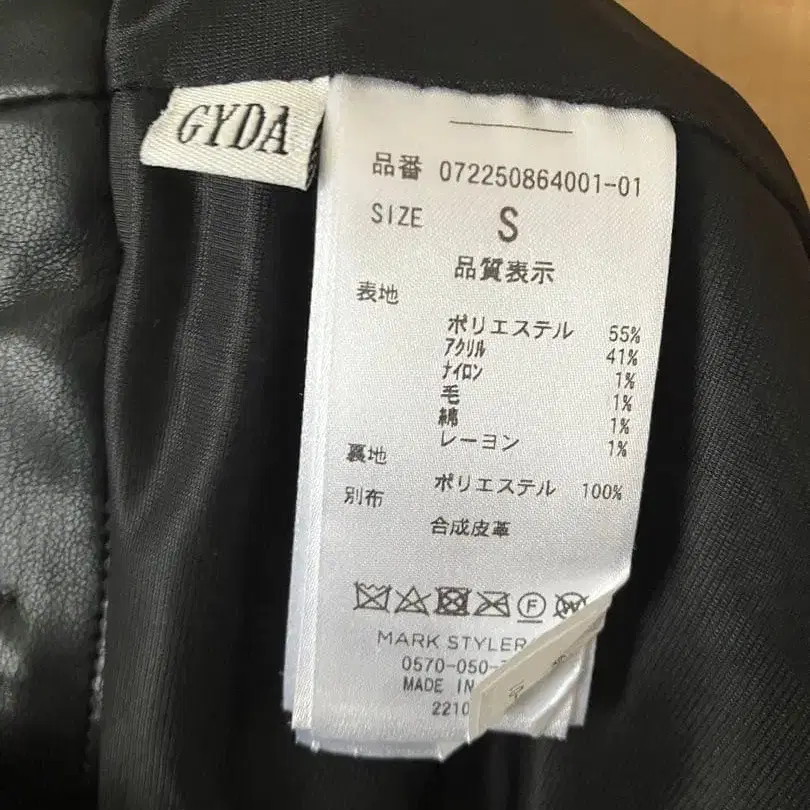 GYDA
品番 072250864001-01
SIZE S
品質表示
表地
ポリエステル 55%
アクリル 41%
ナイロン 1%
毛 1%
綿 1%
レーヨン 1%
裏地
ポリエステル 100%
別布
合成皮革
F
MARK STYLER
0570-050-
MADE IN
2210